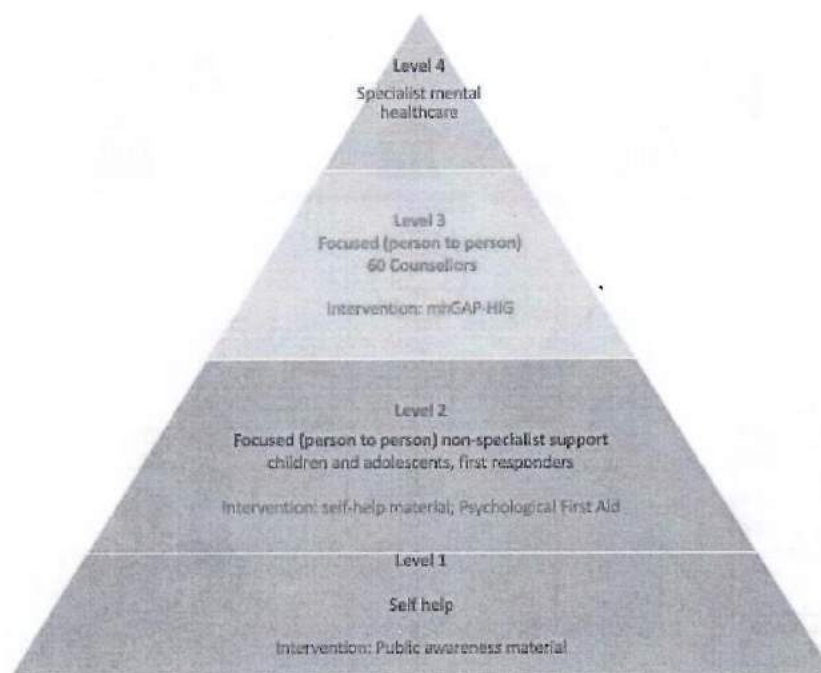 Level 4
Specialist mental
healthcare
Level 3
Focused (person to person)
60 Counsellors
Intervention: mhGAP-HIG
Level 2
Focused (person to person) non-specialist support
children and adolescents, first responders
Intervention: self-help material; Psychological First Aid
Level 1
Self help
Intervention: Public awareness material